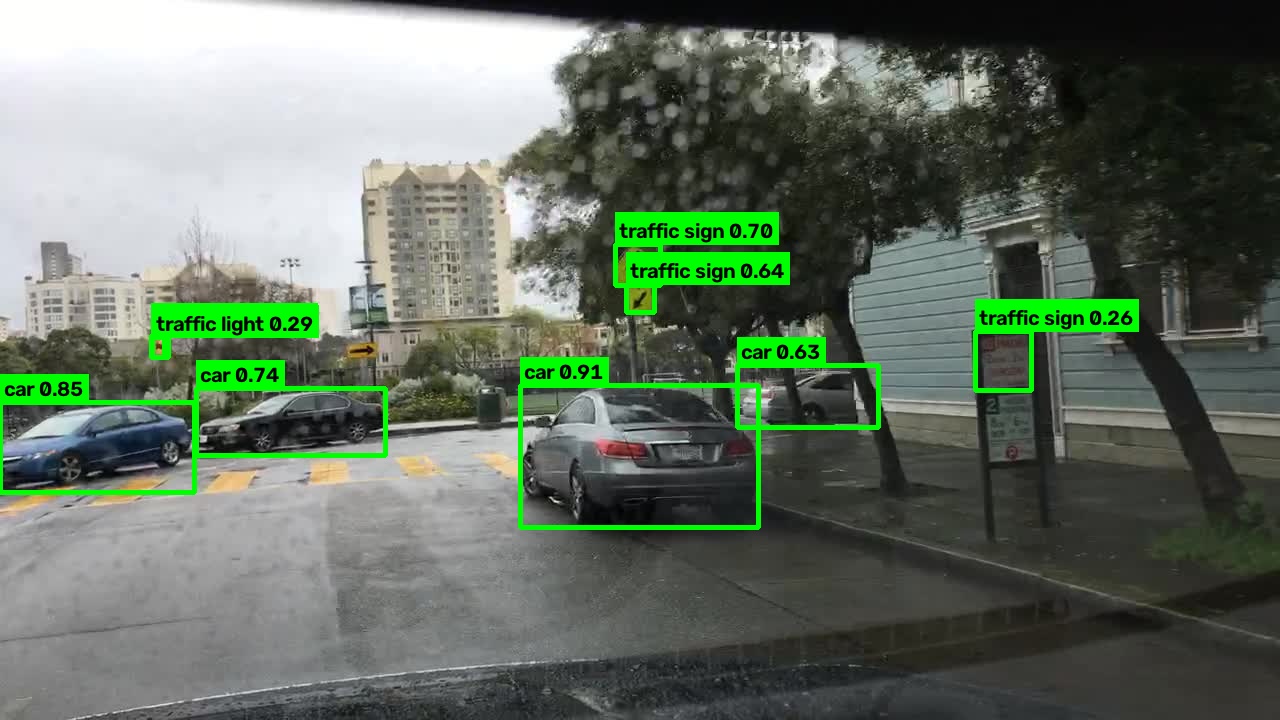 traffic sign 0.70
traffic sign 0.64
traffic sign 0.26
traffic light 0.29
car 0.63
car 0.91
car 0.74
car 0.85
2
P